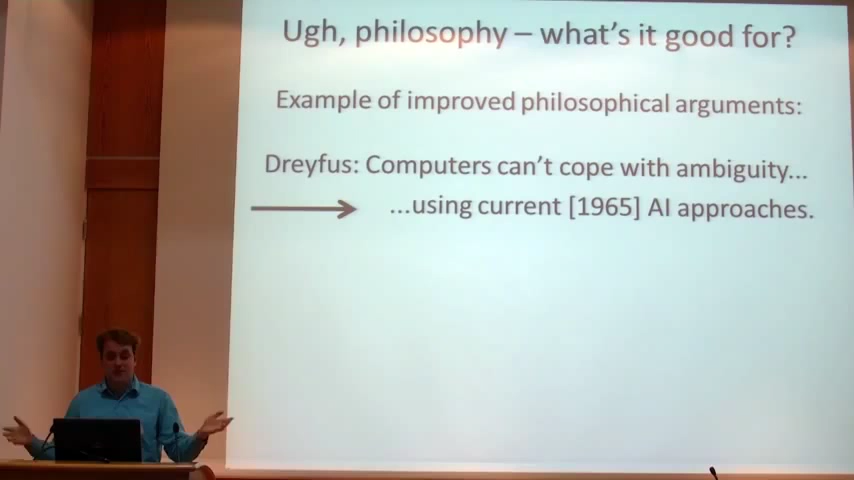 Ugh, philosophy – what's it good for?
Example of improved philosophical arguments:
Dreyfus: Computers can't cope with ambiguity...
...using current [1965] AI approaches.